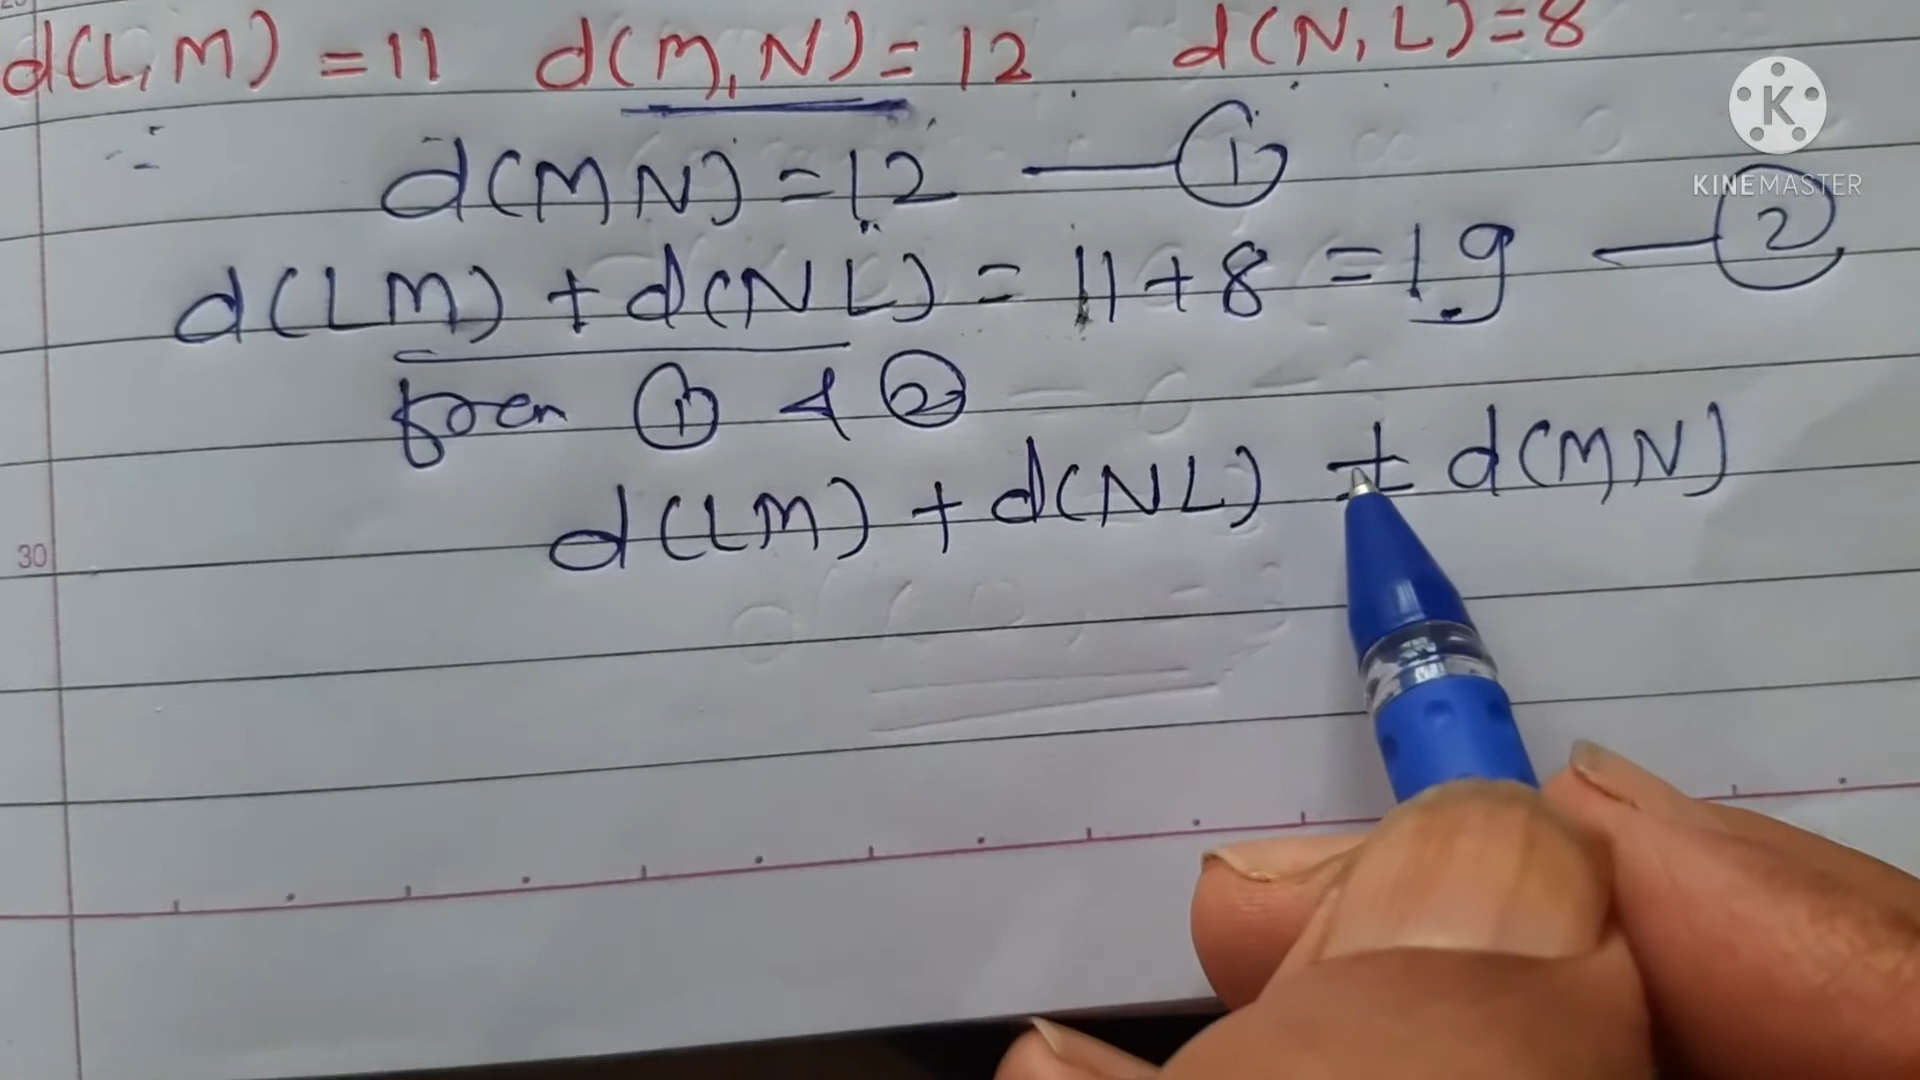 d(L,M) = 11 d(M,N) = 12 d(N,L) = 8
KINEMASTER
d(MN) = 12 — ①
d(LM) + d(NL) = 11 + 8 = 19 — ②
from ① & ②
d(LM) + d(NL) ≠ d(MN)
30